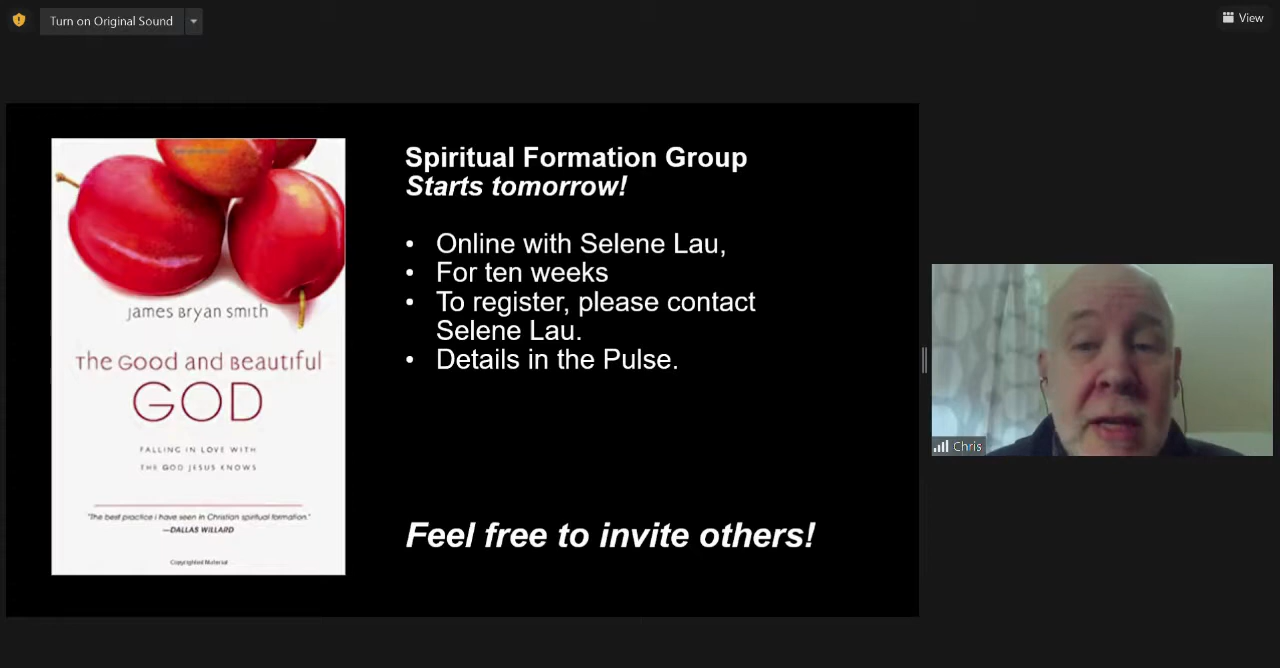 Turn on Original Sound
View
Spiritual Formation Group
Starts tomorrow!
• Online with Selene Lau,
• For ten weeks
• To register, please contact
Selene Lau.
• Details in the Pulse.
Feel free to invite others!
james bryan smith
The Good and Beautiful
GOD
FALLING IN LOVE WITH
THE GOD JESUS KNOWS
"The best practice i have seen in Christian spiritual formation."
—DALLAS WILLARD
Copyrighted Material
Chris